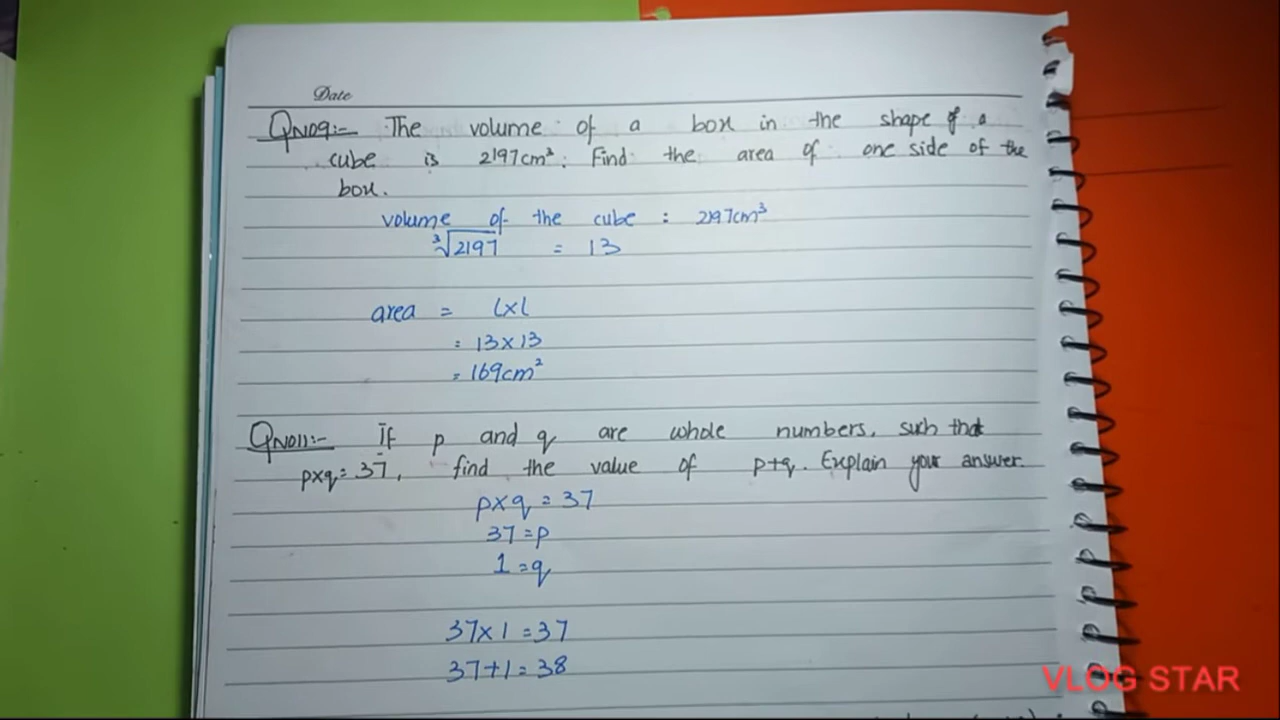 Date
QNO9:- The volume of a box in the shape of a
cube is 2197cm³. Find the area of one side of the
box.
volume of the cube : 2197cm³
∛2197 = 13
area = l×l
= 13×13
= 169cm²
QNO11:- If p and q are whole numbers, such that
p×q=37, find the value of p+q. Explain your answer.
p×q = 37
37 = p
1 = q
37×1 = 37
37+1 = 38
VLOG STAR